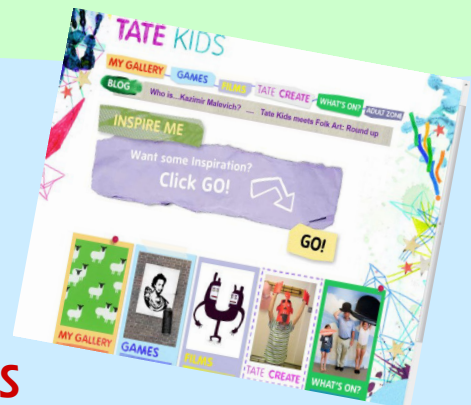 TATE KIDS
MY GALLERY GAMES FILMS TATE CREATE WHAT'S ON? ADULT ZONE
BLOG Who is...Kazimir Malevich? — Tate Kids meets Folk Art: Round up
INSPIRE ME
Want some Inspiration?
Click GO!
GO!
MY GALLERY GAMES FILMS TATE CREATE WHAT'S ON?
S